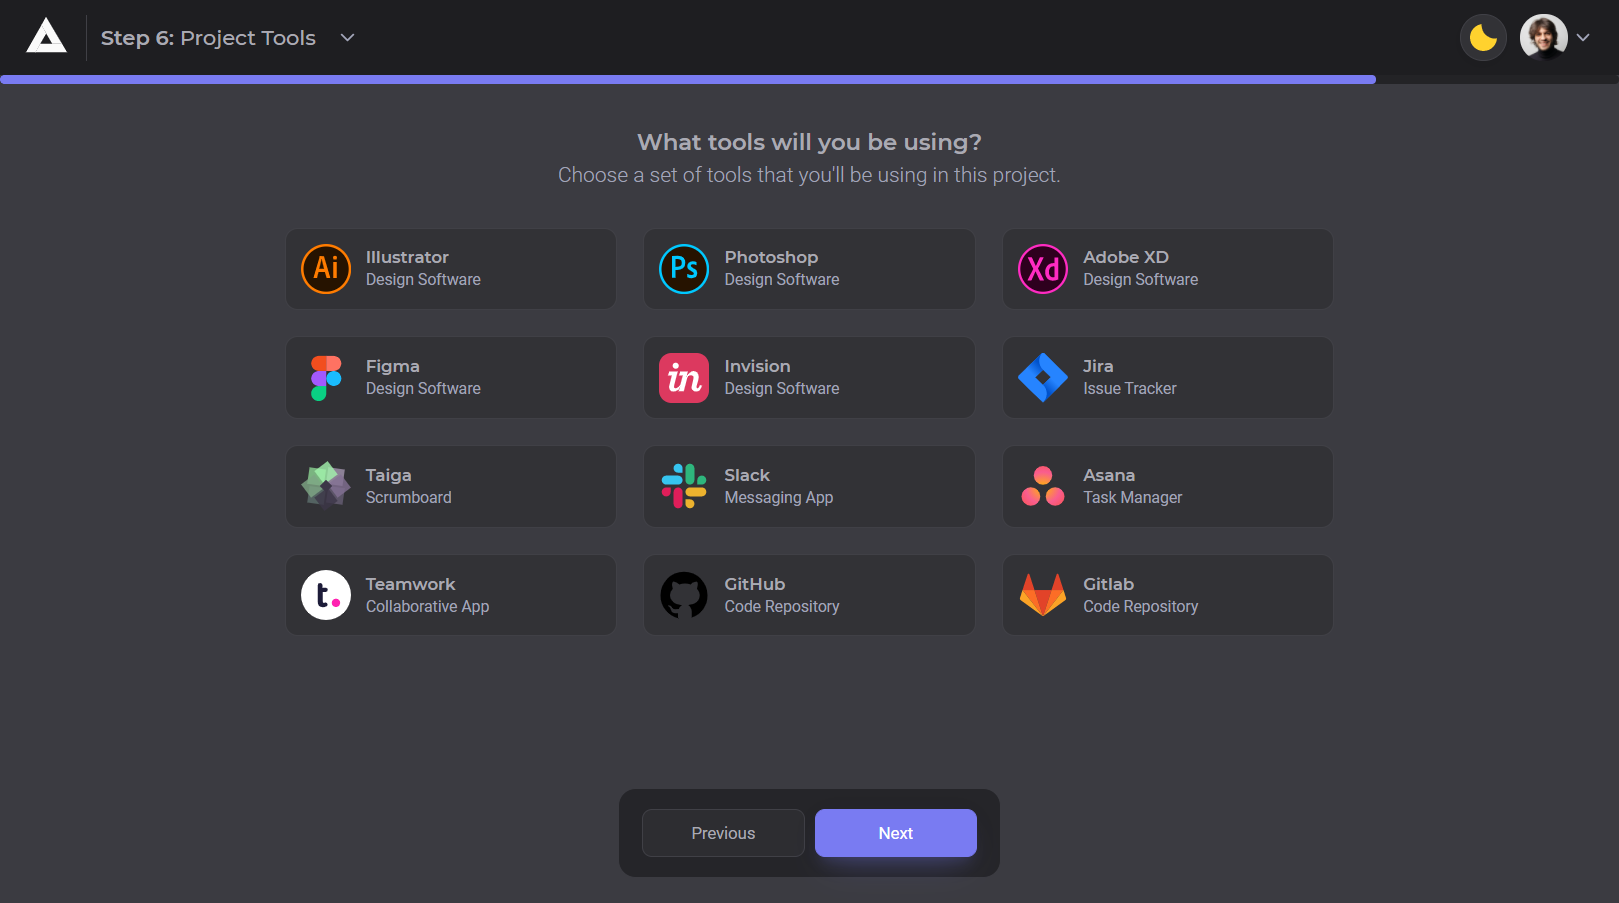 Step 6: Project Tools
What tools will you be using?
Choose a set of tools that you'll be using in this project.
Ai
Illustrator
Design Software
Ps
Photoshop
Design Software
Xd
Adobe XD
Design Software
Figma
Design Software
in
Invision
Design Software
Jira
Issue Tracker
Taiga
Scrumboard
Slack
Messaging App
Asana
Task Manager
t.
Teamwork
Collaborative App
GitHub
Code Repository
Gitlab
Code Repository
Previous
Next